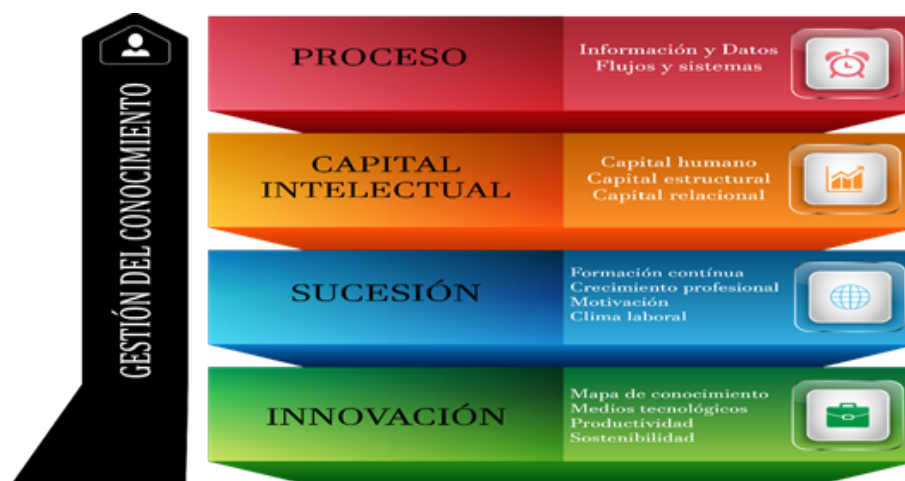 GESTIÓN DEL CONOCIMIENTO
PROCESO
Información y Datos
Flujos y sistemas
CAPITAL
INTELECTUAL
Capital humano
Capital estructural
Capital relacional
SUCESIÓN
Formación contínua
Crecimiento profesional
Motivación
Clima laboral
INNOVACIÓN
Mapa de conocimiento
Medios tecnológicos
Productividad
Sostenibilidad